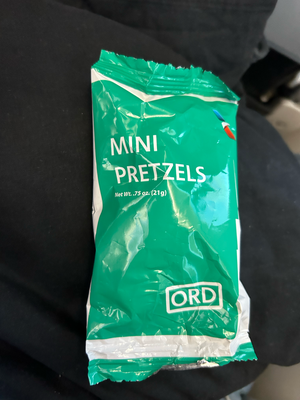 MINI
PRETZELS
Net Wt. .75 oz. (21g)
ORD